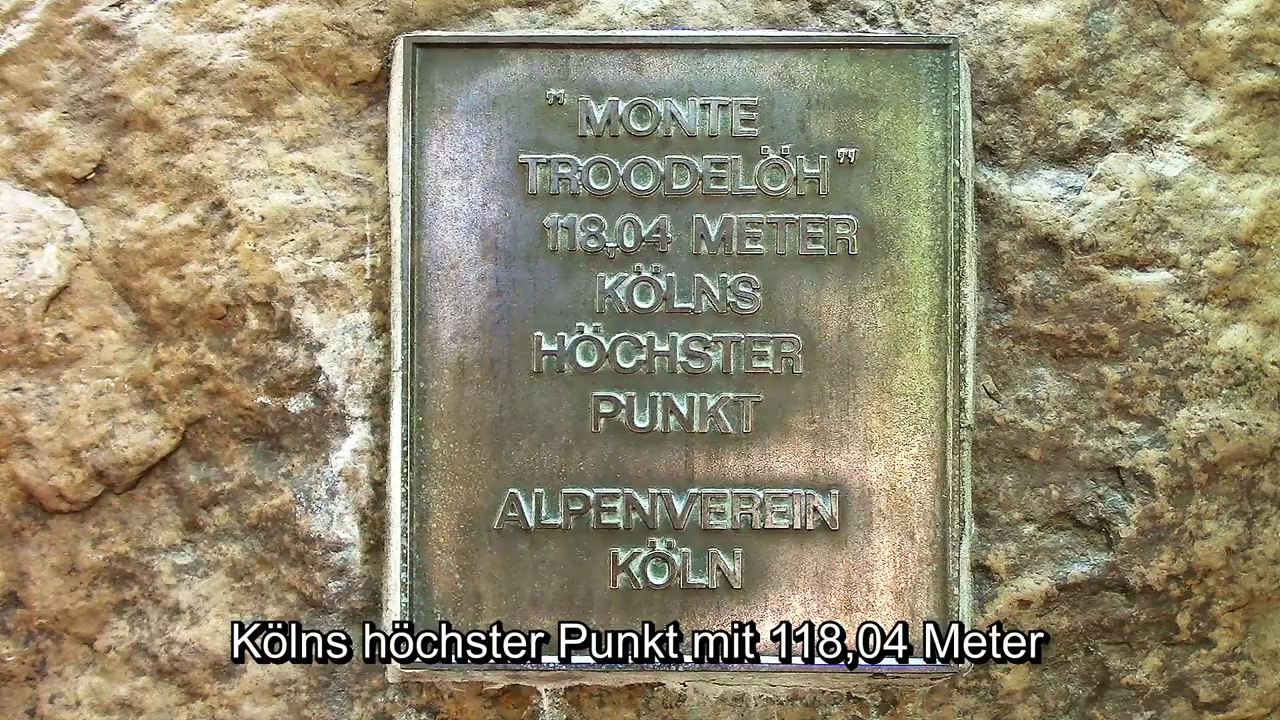 "MONTE
TROODELÖH"
118,04 METER
KÖLNS
HÖCHSTER
PUNKT
ALPENVEREIN
KÖLN
Kölns höchster Punkt mit 118,04 Meter